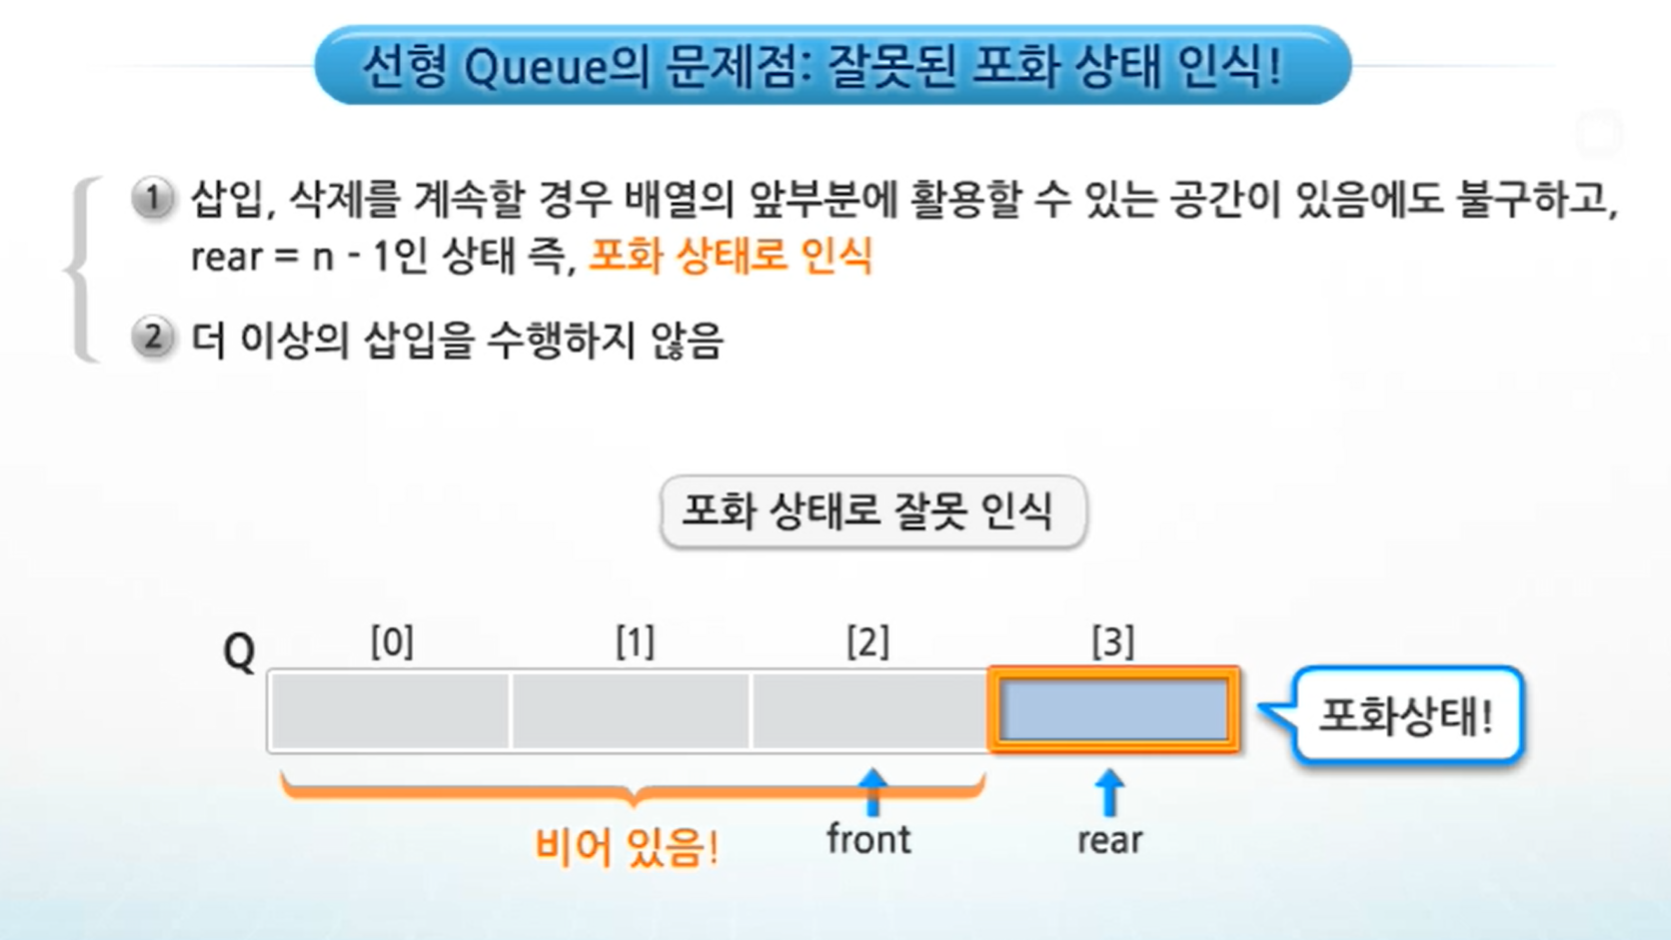 선형 Queue의 문제점: 잘못된 포화 상태 인식!
1 삽입, 삭제를 계속할 경우 배열의 앞부분에 활용할 수 있는 공간이 있음에도 불구하고,
rear = n - 1인 상태 즉, 포화 상태로 인식
2 더 이상의 삽입을 수행하지 않음
포화 상태로 잘못 인식
Q [0] [1] [2] [3]
포화상태!
비어 있음! front rear